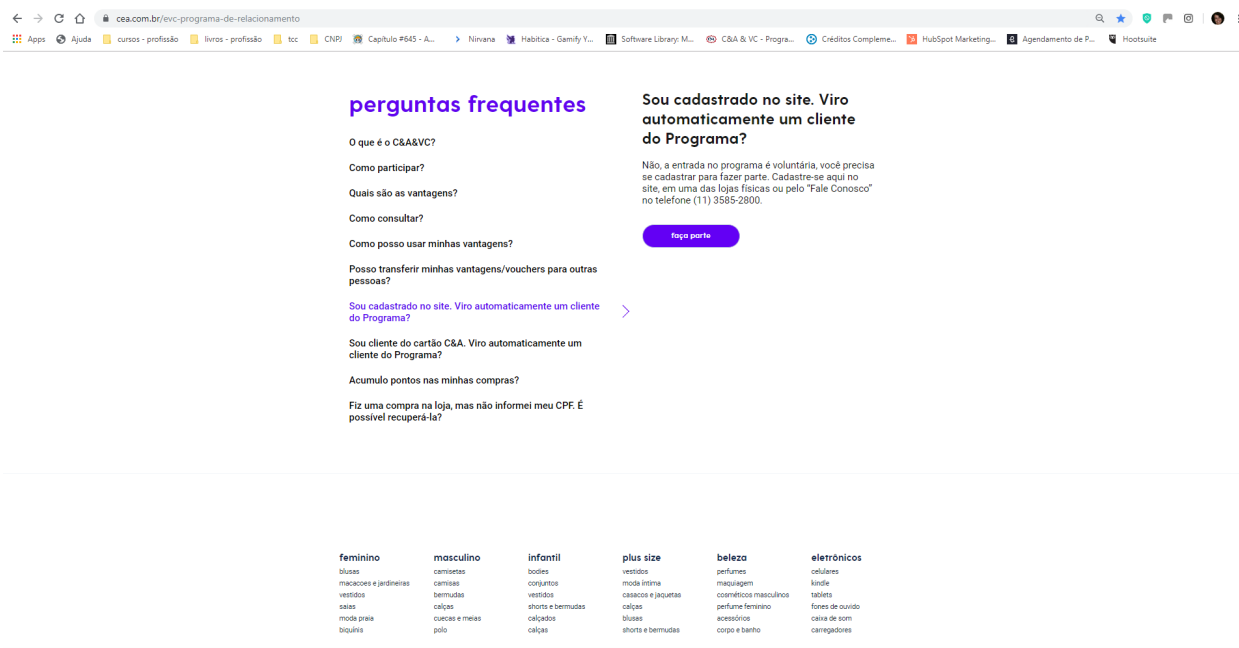 cea.com.br/evc-programa-de-relacionamento
Apps Ajuda cursos - profissão livros - profissão tcc CNPJ Capítulo #645 - A... Nirvana Habitica - Gamify Y... Software Library: M... C&A & VC - Progra... Créditos Compleme... HubSpot Marketing... Agendamento de P... Hootsuite
perguntas frequentes
O que é o C&A&VC?
Como participar?
Quais são as vantagens?
Como consultar?
Como posso usar minhas vantagens?
Posso transferir minhas vantagens/vouchers para outras
pessoas?
Sou cadastrado no site. Viro automaticamente um cliente
do Programa?
Sou cliente do cartão C&A. Viro automaticamente um
cliente do Programa?
Acumulo pontos nas minhas compras?
Fiz uma compra na loja, mas não informei meu CPF. É
possível recuperá-la?
Sou cadastrado no site. Viro
automaticamente um cliente
do Programa?
Não, a entrada no programa é voluntária, você precisa
se cadastrar para fazer parte. Cadastre-se aqui no
site, em uma das lojas físicas ou pelo “Fale Conosco”
no telefone (11) 3585-2800.
faça parte
feminino
blusas
macacoes e jardineiras
vestidos
saias
moda praia
biquínis
masculino
camisetas
camisas
bermudas
calças
cuecas e meias
polo
infantil
bodies
conjuntos
vestidos
shorts e bermudas
calçados
calças
plus size
vestidos
moda íntima
casacos e jaquetas
calças
blusas
shorts e bermudas
beleza
perfumes
maquiagem
cosméticos masculinos
perfume feminino
acessórios
corpo e banho
eletrônicos
celulares
kindle
tablets
fones de ouvido
caixa de som
carregadores